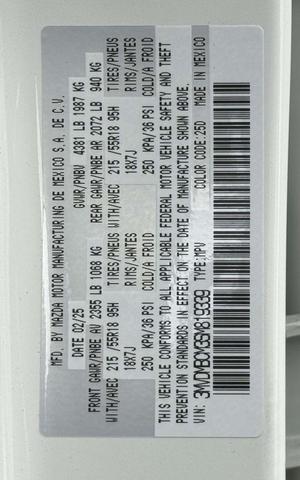 MFD. BY MAZDA MOTOR MANUFACTURING DE MEXICO S.A. DE C.V.
DATE 02/25 GVWR/PNBV 4381 LB 1987 KG
FRONT GAWR/PNBE AV 2355 LB 1068 KG REAR GAWR/PNBE AR 2072 LB 940 KG
WITH/AVEC 215 /55R18 95H TIRES/PNEUS WITH/AVEC 215 /55R18 95H TIRES/PNEUS
18X7J RIMS/JANTES 18X7J RIMS/JANTES
250 KPA/36 PSI COLD/A FROID 250 KPA/36 PSI COLD/A FROID
THIS VEHICLE CONFORMS TO ALL APPLICABLE FEDERAL MOTOR VEHICLE SAFETY AND THEFT
PREVENTION STANDARDS IN EFFECT ON THE DATE OF MANUFACTURE SHOWN ABOVE.
VIN: TYPE:MPV COLOR CODE:25D MADE IN MEXICO